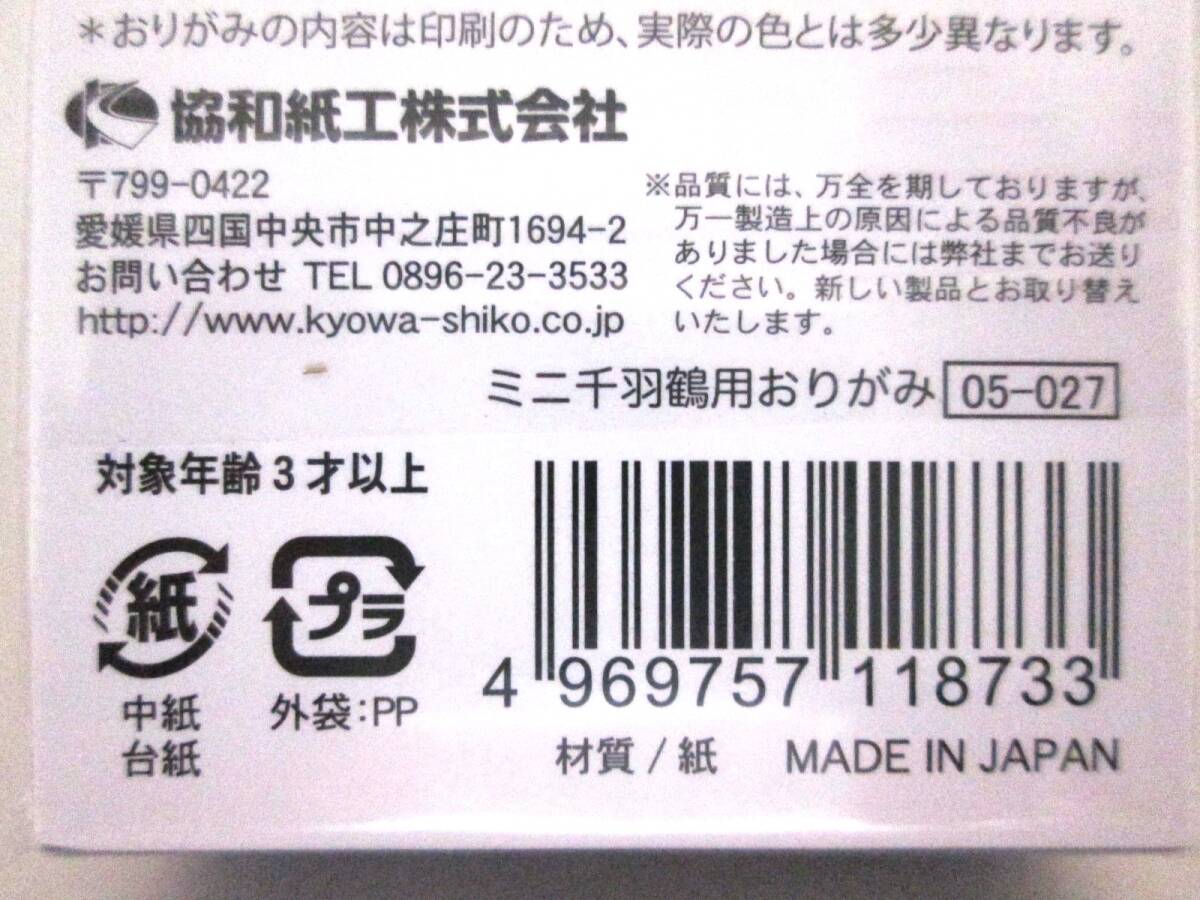 *おりがみの内容は印刷のため、実際の色とは多少異なります。
協和紙工株式会社
〒799-0422
愛媛県四国中央市中之庄町1694-2
お問い合わせ TEL 0896-23-3533
http://www.kyowa-shiko.co.jp
※品質には、万全を期しておりますが、
万一製造上の原因による品質不良が
ありました場合には弊社までお送り
ください。新しい製品とお取り替え
いたします。
ミニ千羽鶴用おりがみ 05-027
対象年齢3才以上
紙
中紙
台紙
プラ
外袋:PP
4 969757 118733
材質/紙 MADE IN JAPAN